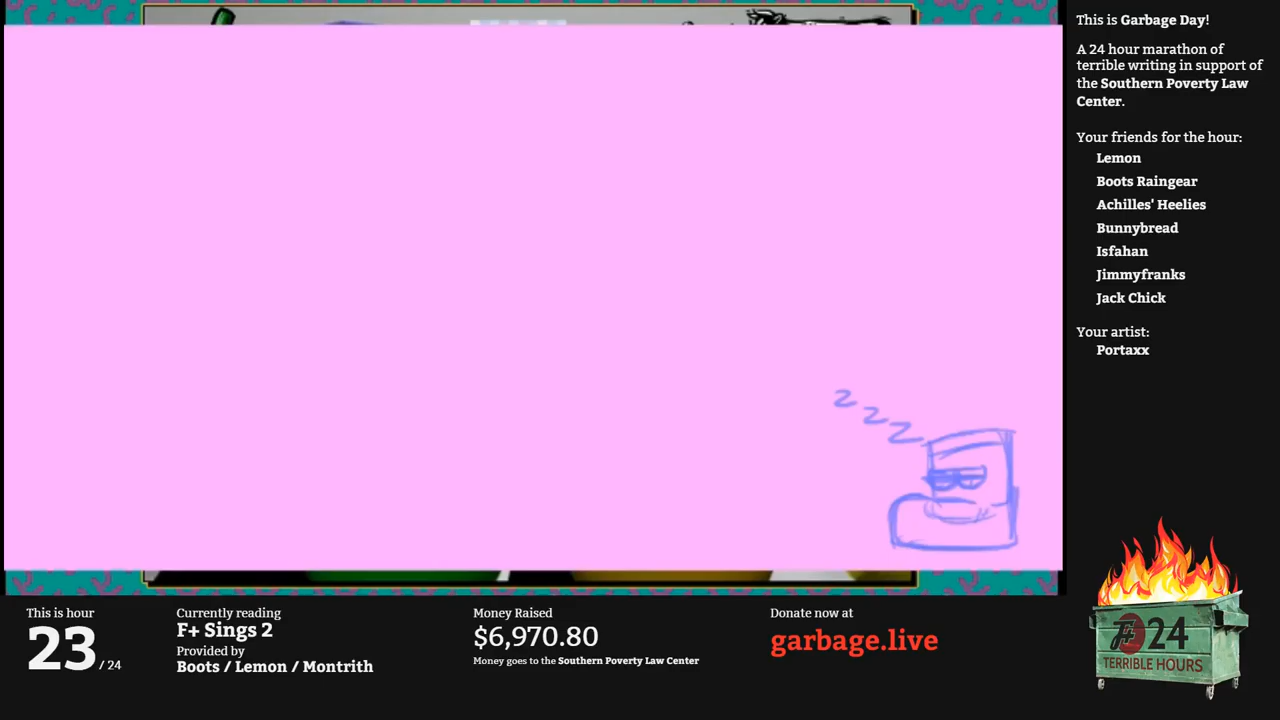 This is Garbage Day!
A 24 hour marathon of
terrible writing in support of
the Southern Poverty Law
Center.
Your friends for the hour:
Lemon
Boots Raingear
Achilles' Heelies
Bunnybread
Isfahan
Jimmyfranks
Jack Chick
Your artist:
Portaxx
z z z
This is hour
23 / 24
Currently reading
F+ Sings 2
Provided by
Boots / Lemon / Montrith
Money Raised
$6,970.80
Money goes to the Southern Poverty Law Center
Donate now at
garbage.live
F+ 24
TERRIBLE HOURS